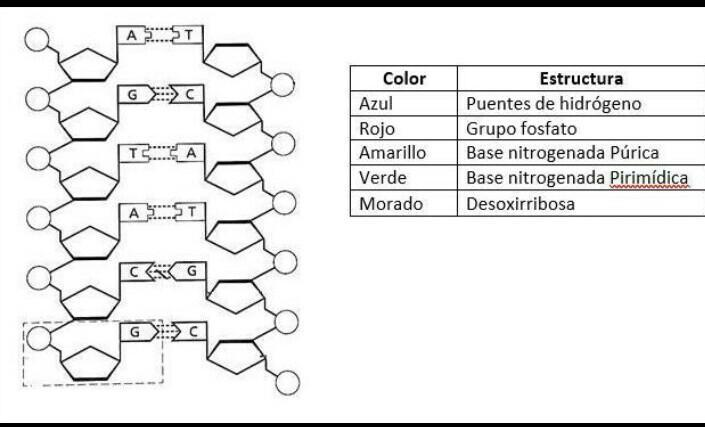 A T
G C
T A
A T
C G
G C
Color Estructura
Azul Puentes de hidrógeno
Rojo Grupo fosfato
Amarillo Base nitrogenada Púrica
Verde Base nitrogenada Pirimídica
Morado Desoxirribosa